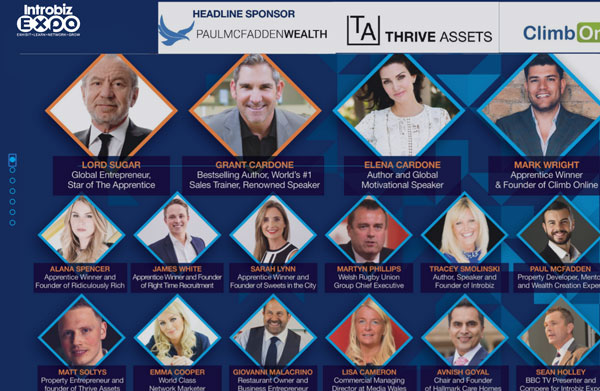 Introbiz
EXPO
EXHIBIT•LEARN•NETWORK•GROW
HEADLINE SPONSOR
PAULMCFADDENWEALTH
TA
THRIVE ASSETS
ClimbOn
LORD SUGAR
Global Entrepreneur,
Star of The Apprentice
GRANT CARDONE
Bestselling Author, World's #1
Sales Trainer, Renowned Speaker
ELENA CARDONE
Author and Global
Motivational Speaker
MARK WRIGHT
Apprentice Winner
& Founder of Climb Online
ALANA SPENCER
Apprentice Winner and
Founder of Ridiculously Rich
JAMES WHITE
Apprentice Winner and Founder
of Right Time Recruitment
SARAH LYNN
Apprentice Winner and
Founder of Sweets in the City
MARTYN PHILLIPS
Welsh Rugby Union
Group Chief Executive
TRACEY SMOLINSKI
Author, Speaker and
Founder of Introbiz
PAUL MCFADDEN
Property Developer, Mento
and Wealth Creation Exper
MATT SOLTYS
Property Entrepreneur and
founder of Thrive Assets
EMMA COOPER
World Class
Network Marketer
GIOVANNI MALACRINO
Restaurant Owner and
Business Entrepreneur
LISA CAMERON
Commercial Managing
Director at Media Wales
AVNISH GOYAL
Chair and Founder of
Hallmark Care Homes
SEAN HOLLEY
BBC TV Presenter and
Compere for Introbiz Expo